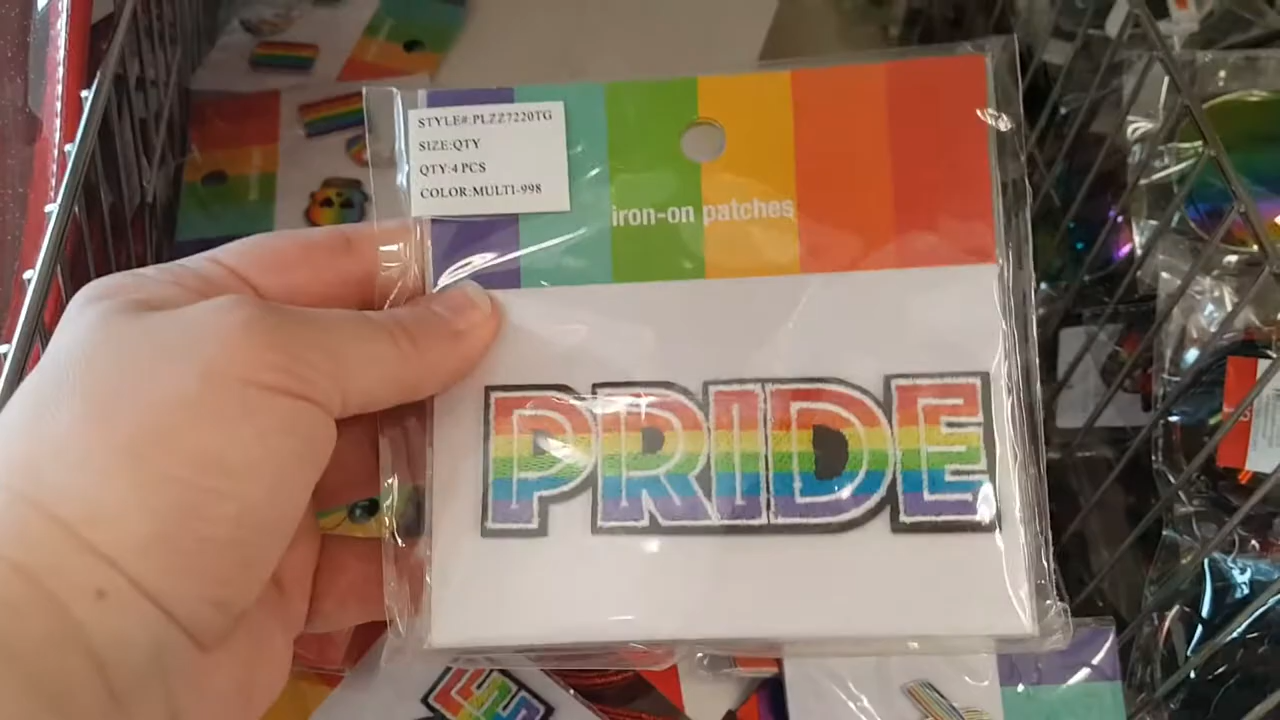 STYLE#:PLZZ7220TG
SIZE:QTY
QTY:4 PCS
COLOR:MULTI-998
iron-on patches
PRIDE